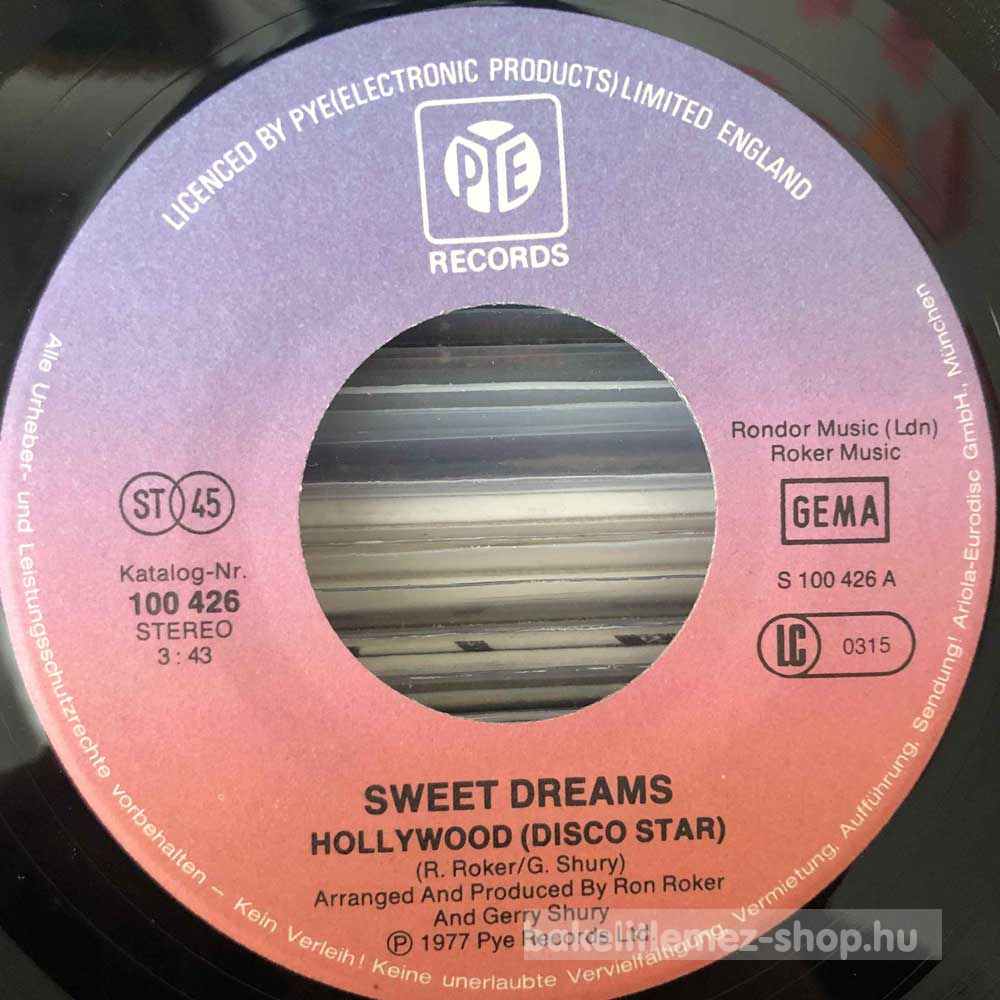 LICENCED BY PYE(ELECTRONIC PRODUCTS) LIMITED ENGLAND
PYE
RECORDS
Rondor Music (Ldn)
Roker Music
GEMA
S 100 426 A
LC 0315
ST 45
Katalog-Nr.
100 426
STEREO
3 : 43
SWEET DREAMS
HOLLYWOOD (DISCO STAR)
(R. Roker/G. Shury)
Arranged And Produced By Ron Roker
And Gerry Shury
Ⓟ 1977 Pye Records Ltd.
Alle Urheber- und Leistungsschutzrechte vorbehalten – Kein Verleih! Keine unerlaubte Vervielfältigung, Vermietung, Aufführung, Sendung! Ariola-Eurodisc GmbH., München
bakelitlemez-shop.hu